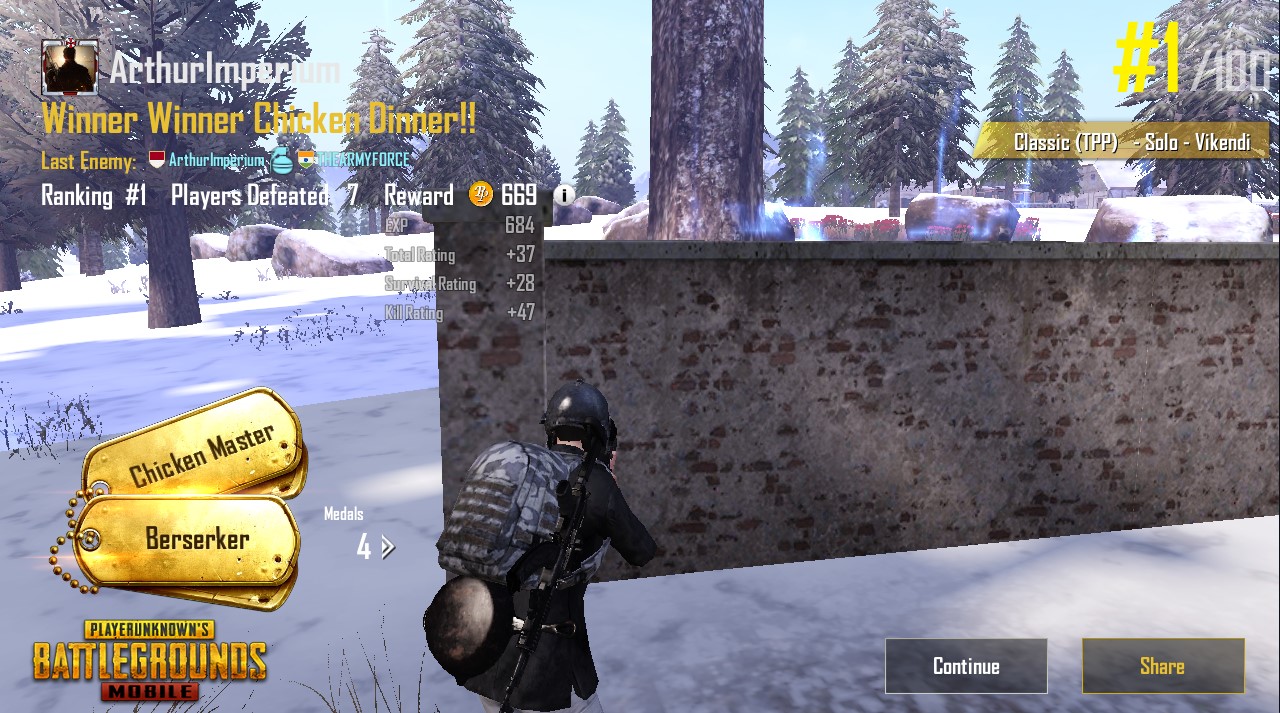 ArthurImperium
#1/100
Winner Winner Chicken Dinner!!
Classic (TPP) - Solo - Vikendi
Last Enemy: ArthurImperium THEARMYFORCE
Ranking #1 Players Defeated 7 Reward 669 i
EXP 684
Total Rating +37
Survival Rating +28
Kill Rating +47
Chicken Master
Berserker
Medals
4
PLAYERUNKNOWN'S
BATTLEGROUNDS
MOBILE
Continue
Share